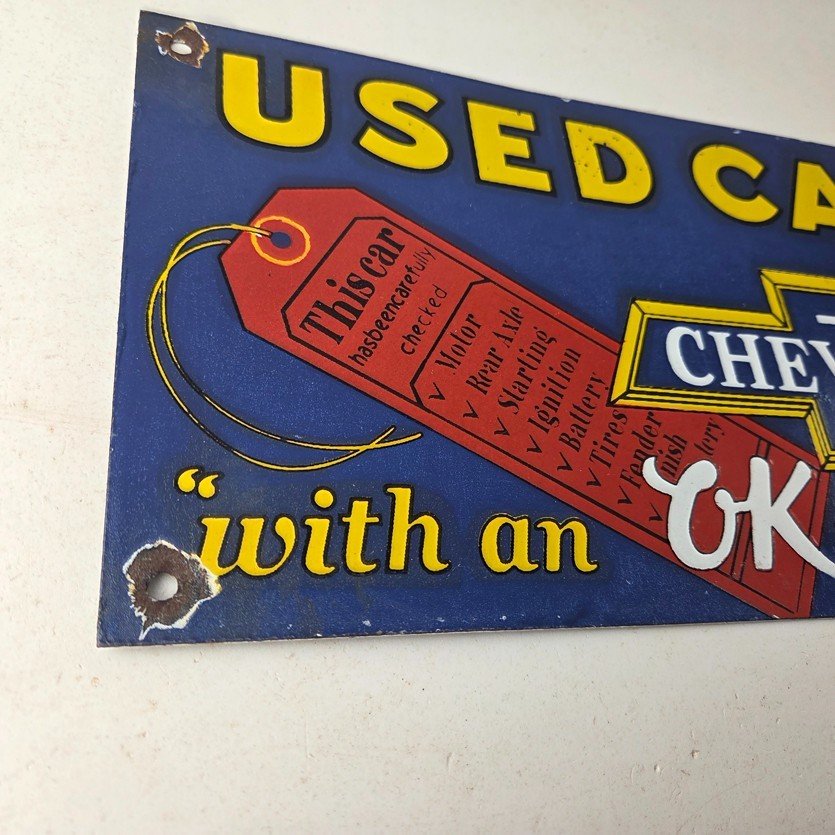 USED CA
This car
hasbeencarefully
checked
✓ Motor
✓ Rear Axle
✓ Starting
✓ Ignition
✓ Battery
✓ Tires
✓ Fender
CHEV
"with an OK